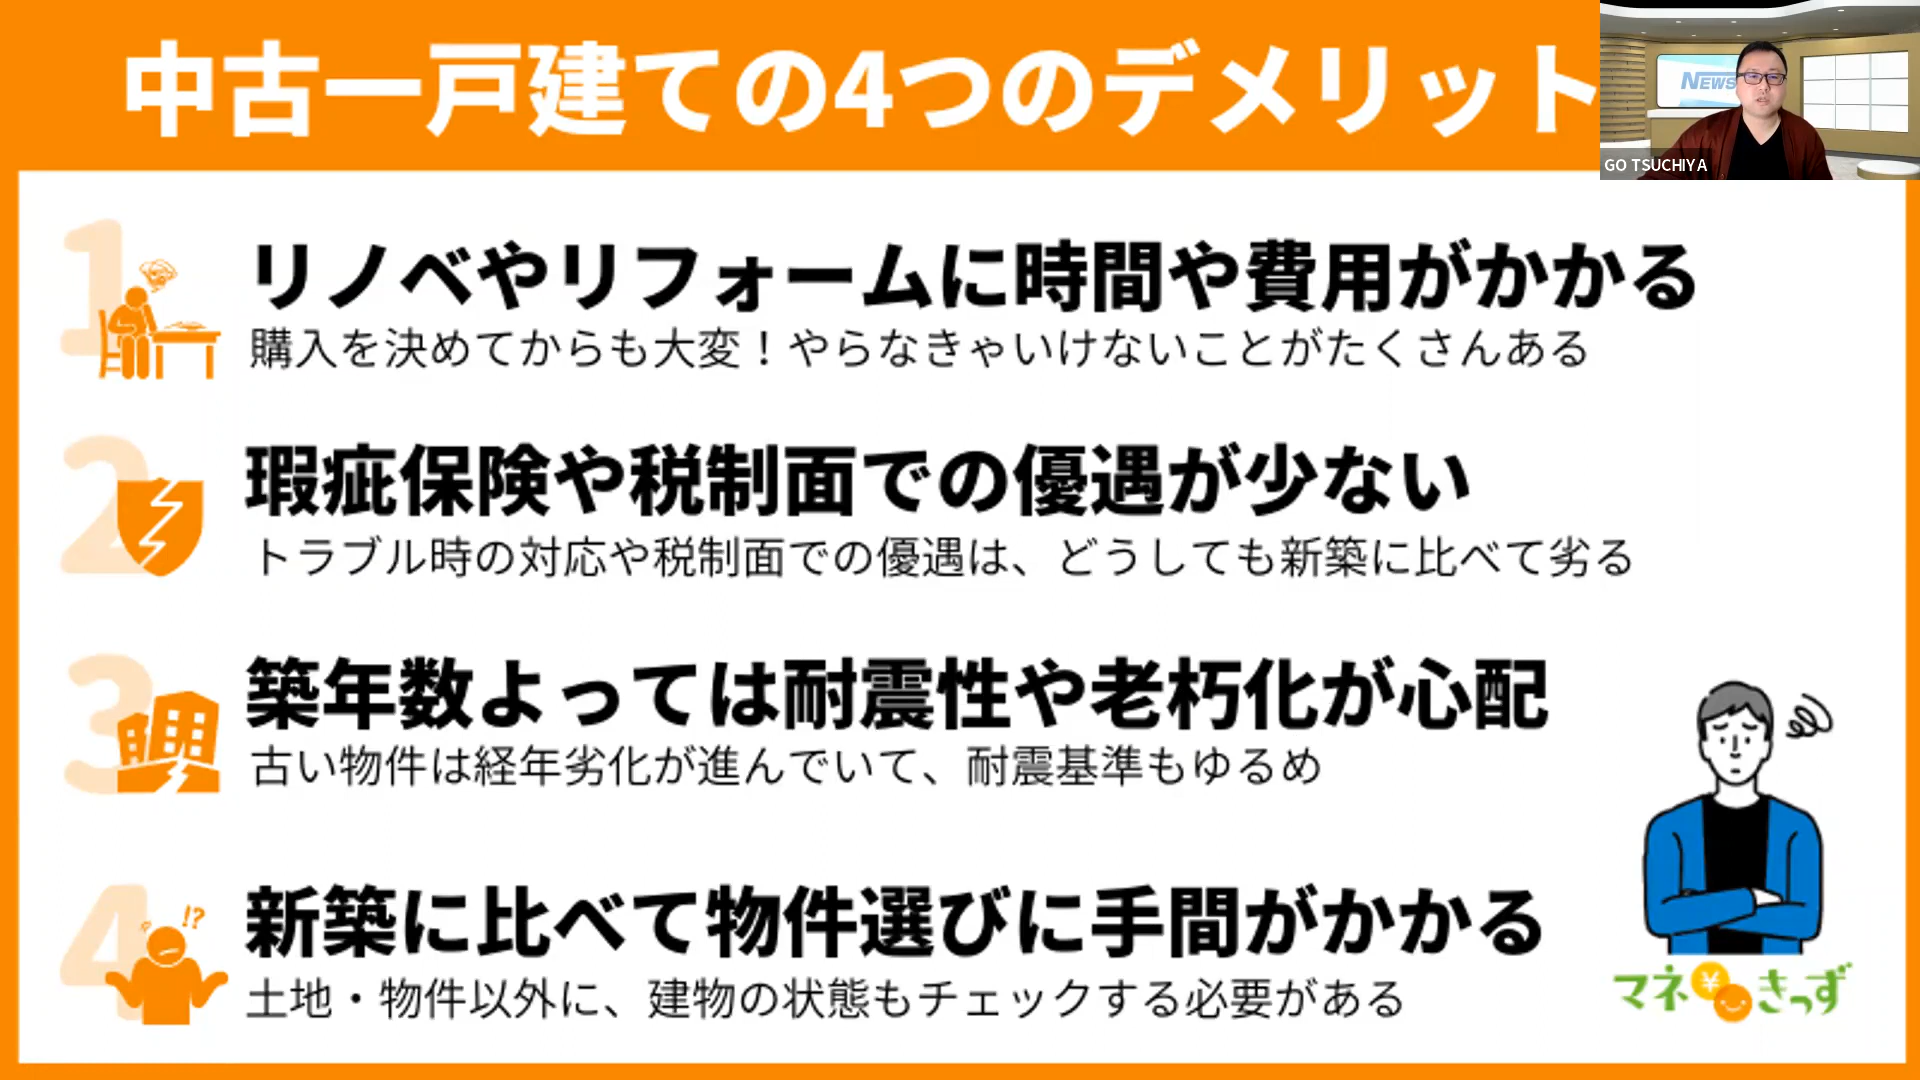 中古一戸建ての4つのデメリット
NEWS
GO TSUCHIYA
1
リノベやリフォームに時間や費用がかかる
購入を決めてからも大変！やらなきゃいけないことがたくさんある
2
瑕疵保険や税制面での優遇が少ない
トラブル時の対応や税制面での優遇は、どうしても新築に比べて劣る
3
築年数よっては耐震性や老朽化が心配
古い物件は経年劣化が進んでいて、耐震基準もゆるめ
4
!?
新築に比べて物件選びに手間がかかる
土地・物件以外に、建物の状態もチェックする必要がある
マネ¥きっず